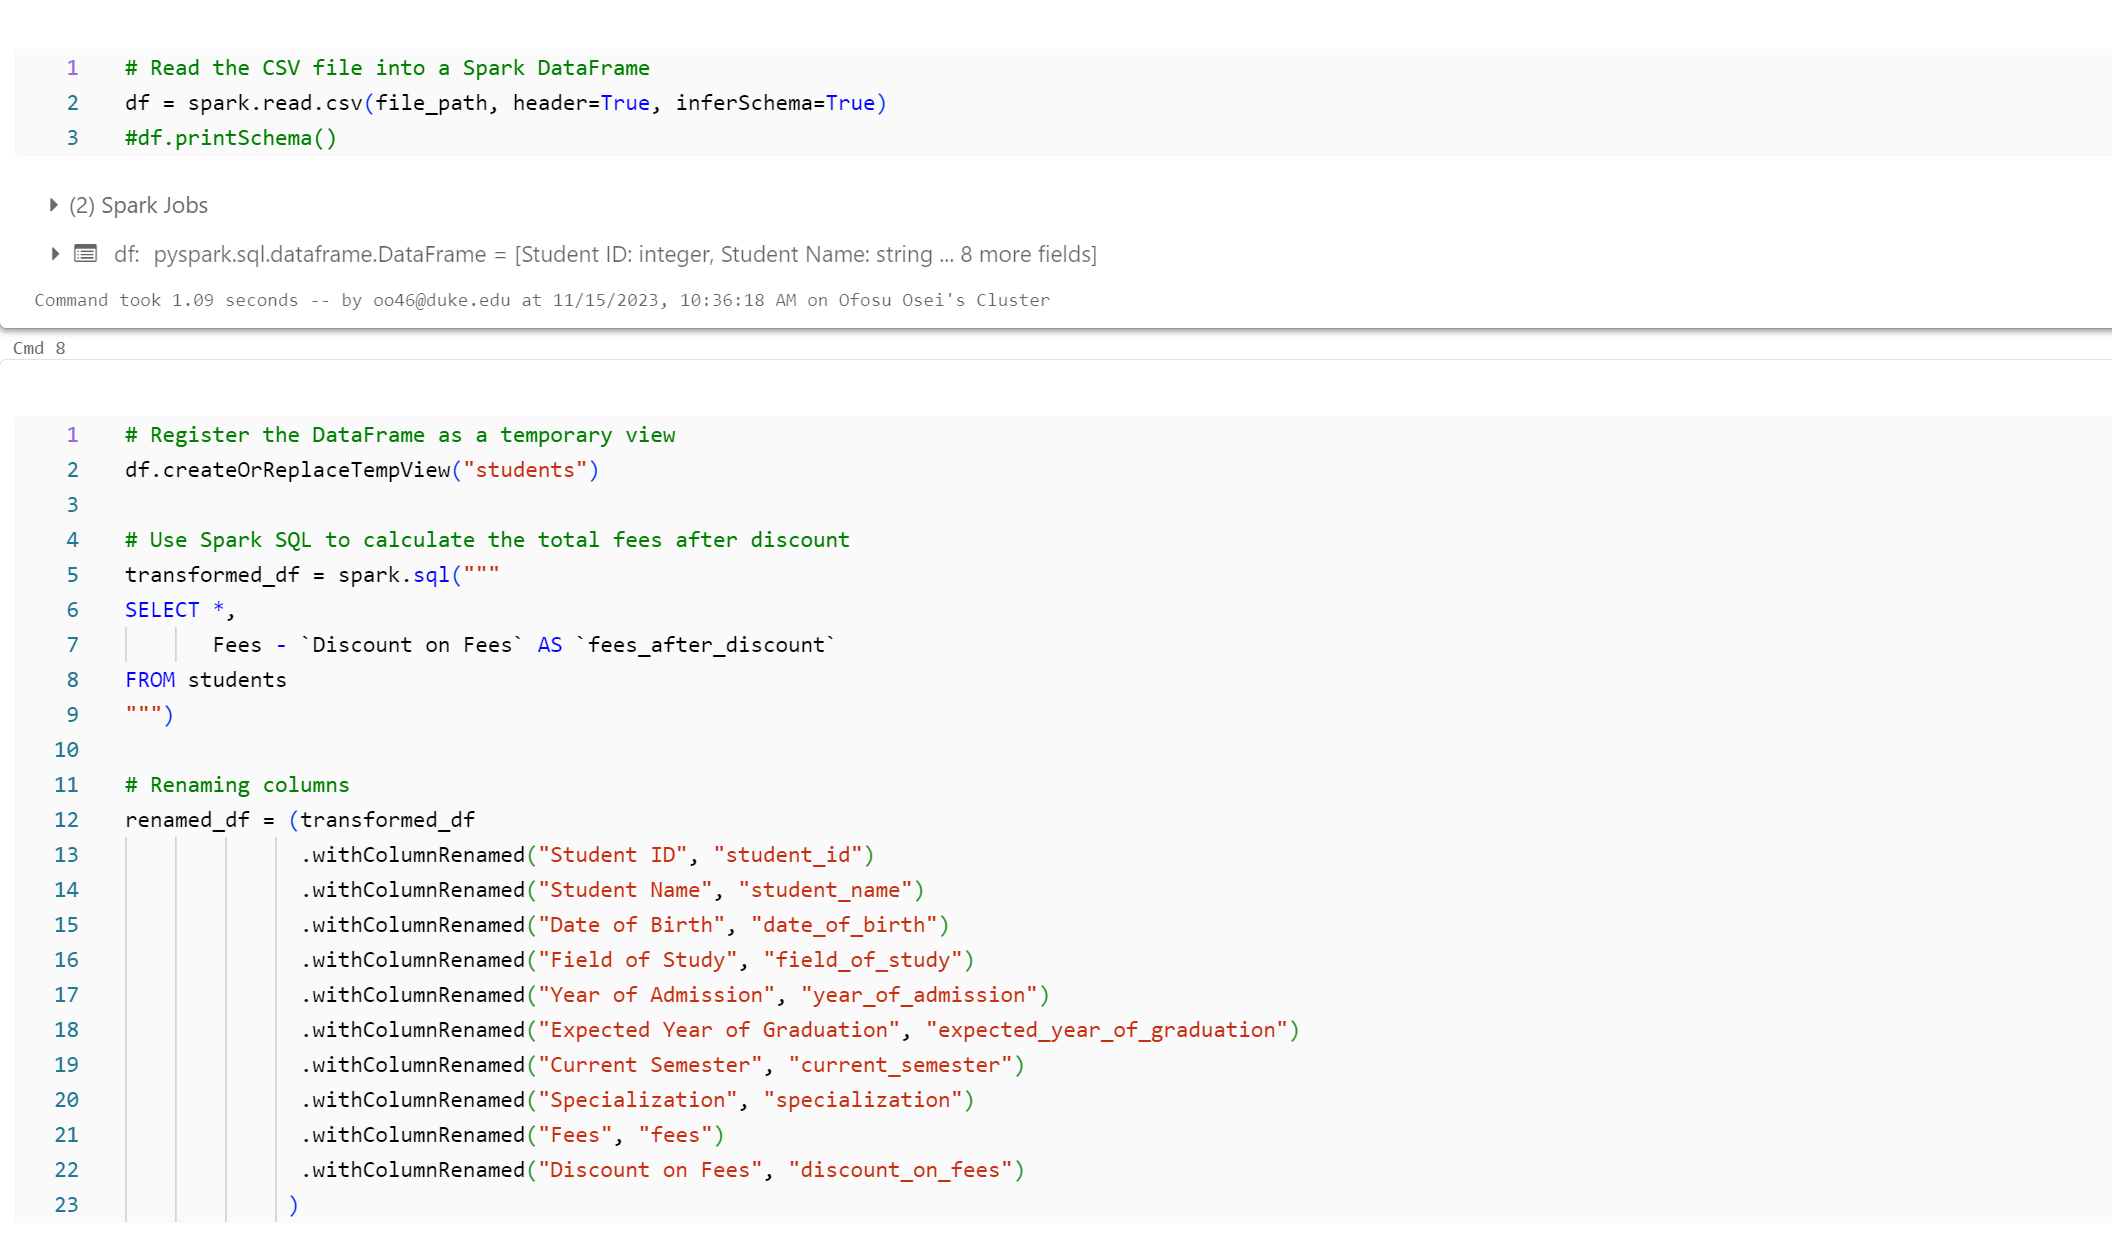 1 # Read the CSV file into a Spark DataFrame
2 df = spark.read.csv(file_path, header=True, inferSchema=True)
3 #df.printSchema()
(2) Spark Jobs
df: pyspark.sql.dataframe.DataFrame = [Student ID: integer, Student Name: string ... 8 more fields]
Command took 1.09 seconds -- by oo46@duke.edu at 11/15/2023, 10:36:18 AM on Ofosu Osei's Cluster
Cmd 8
1 # Register the DataFrame as a temporary view
2 df.createOrReplaceTempView("students")
3
4 # Use Spark SQL to calculate the total fees after discount
5 transformed_df = spark.sql("""
6 SELECT *,
7        Fees - `Discount on Fees` AS `fees_after_discount`
8 FROM students
9 """)
10
11 # Renaming columns
12 renamed_df = (transformed_df
13               .withColumnRenamed("Student ID", "student_id")
14               .withColumnRenamed("Student Name", "student_name")
15               .withColumnRenamed("Date of Birth", "date_of_birth")
16               .withColumnRenamed("Field of Study", "field_of_study")
17               .withColumnRenamed("Year of Admission", "year_of_admission")
18               .withColumnRenamed("Expected Year of Graduation", "expected_year_of_graduation")
19               .withColumnRenamed("Current Semester", "current_semester")
20               .withColumnRenamed("Specialization", "specialization")
21               .withColumnRenamed("Fees", "fees")
22               .withColumnRenamed("Discount on Fees", "discount_on_fees")
23              )